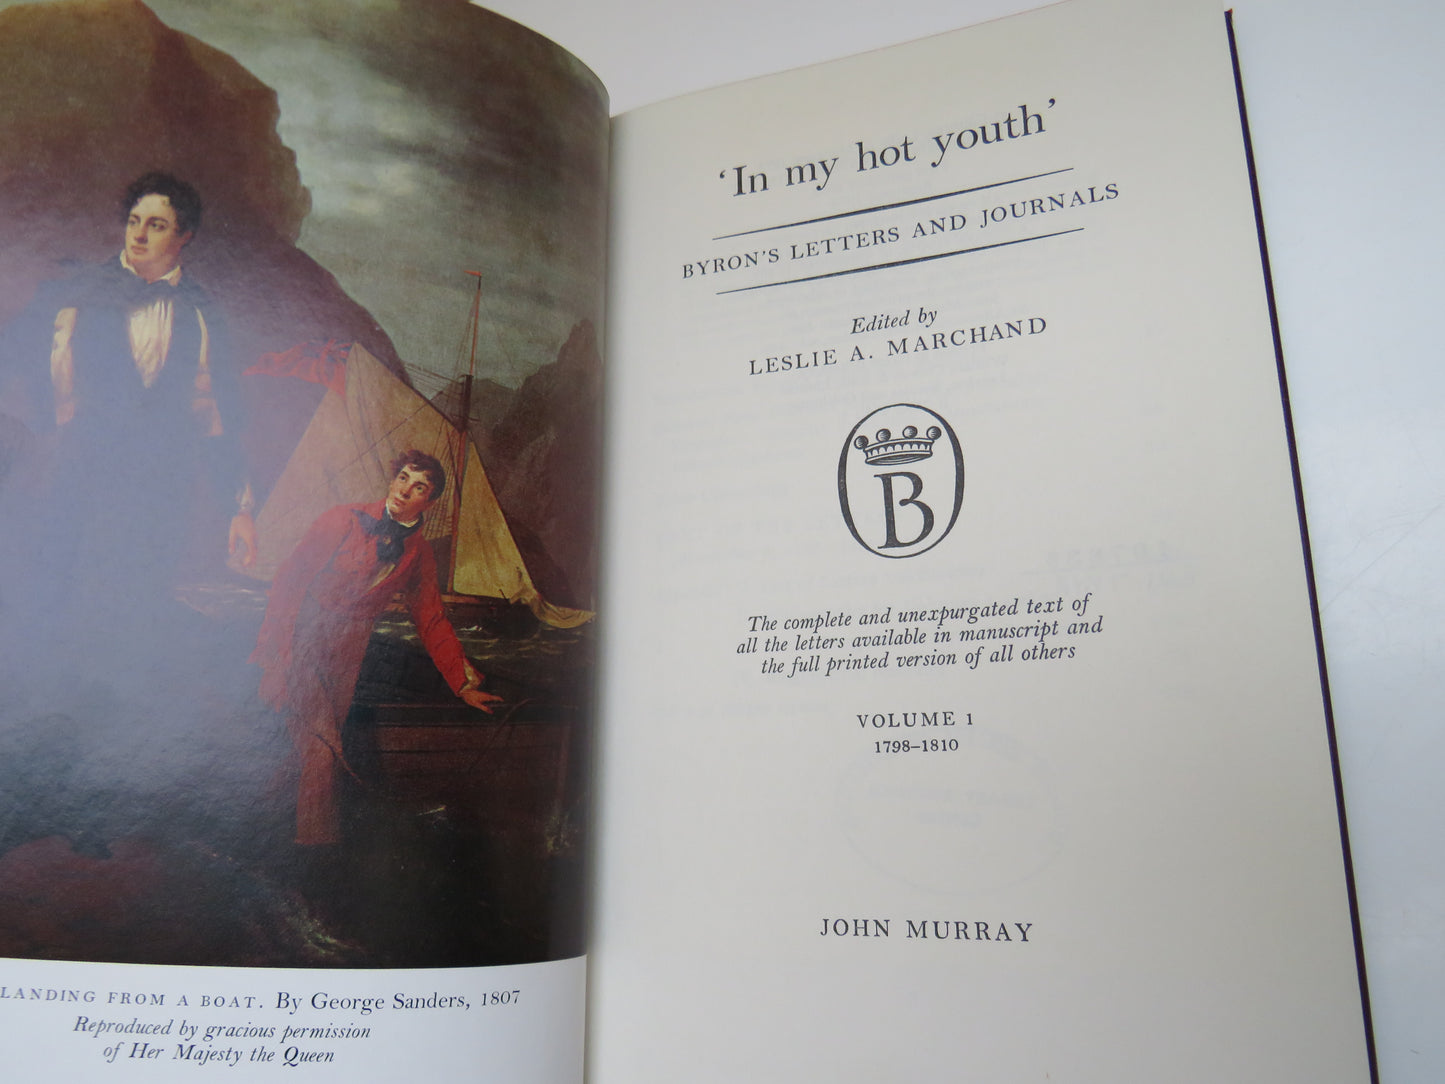 LANDING FROM A BOAT. By George Sanders, 1807
Reproduced by gracious permission
of Her Majesty the Queen
‘In my hot youth’
BYRON'S LETTERS AND JOURNALS
Edited by
LESLIE A. MARCHAND
B
The complete and unexpurgated text of
all the letters available in manuscript and
the full printed version of all others
VOLUME 1
1798–1810
JOHN MURRAY